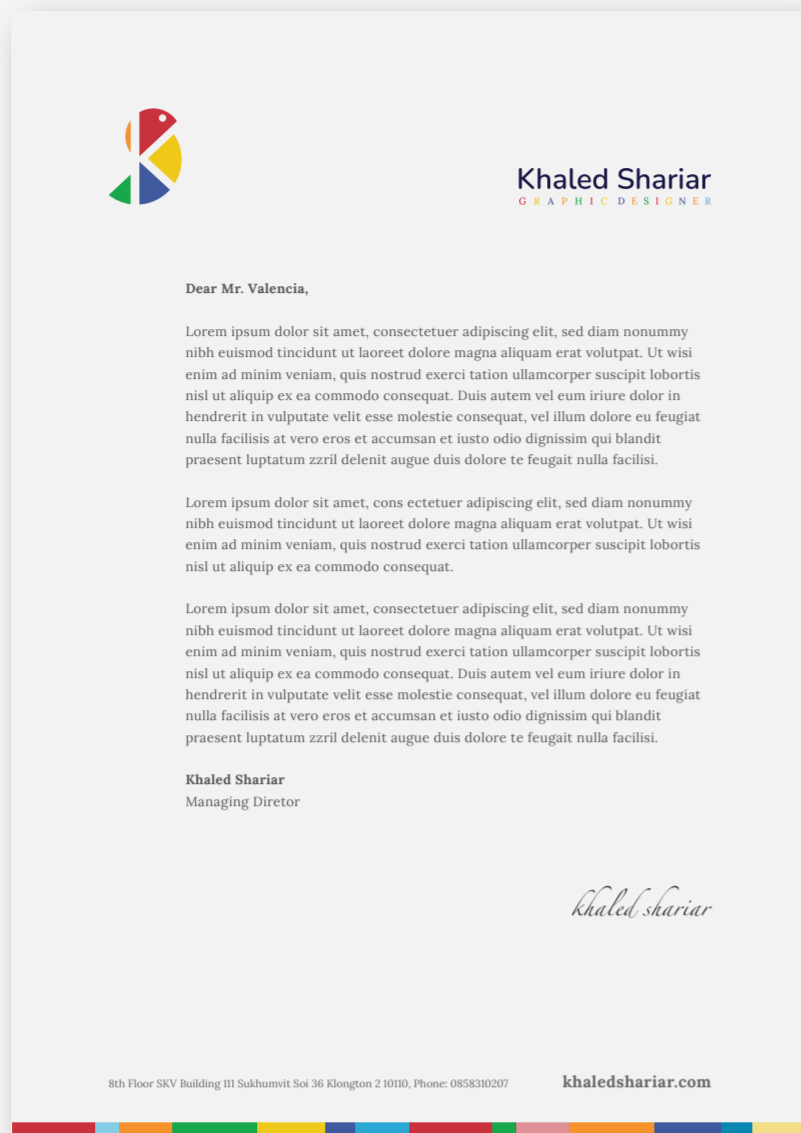 Khaled Shariar
GRAPHIC DESIGNER
Dear Mr. Valencia,
Lorem ipsum dolor sit amet, consectetuer adipiscing elit, sed diam nonummy
nibh euismod tincidunt ut laoreet dolore magna aliquam erat volutpat. Ut wisi
enim ad minim veniam, quis nostrud exerci tation ullamcorper suscipit lobortis
nisl ut aliquip ex ea commodo consequat. Duis autem vel eum iriure dolor in
hendrerit in vulputate velit esse molestie consequat, vel illum dolore eu feugiat
nulla facilisis at vero eros et accumsan et iusto odio dignissim qui blandit
praesent luptatum zzril delenit augue duis dolore te feugait nulla facilisi.
Lorem ipsum dolor sit amet, cons ectetuer adipiscing elit, sed diam nonummy
nibh euismod tincidunt ut laoreet dolore magna aliquam erat volutpat. Ut wisi
enim ad minim veniam, quis nostrud exerci tation ullamcorper suscipit lobortis
nisl ut aliquip ex ea commodo consequat.
Lorem ipsum dolor sit amet, consectetuer adipiscing elit, sed diam nonummy
nibh euismod tincidunt ut laoreet dolore magna aliquam erat volutpat. Ut wisi
enim ad minim veniam, quis nostrud exerci tation ullamcorper suscipit lobortis
nisl ut aliquip ex ea commodo consequat. Duis autem vel eum iriure dolor in
hendrerit in vulputate velit esse molestie consequat, vel illum dolore eu feugiat
nulla facilisis at vero eros et accumsan et iusto odio dignissim qui blandit
praesent luptatum zzril delenit augue duis dolore te feugait nulla facilisi.
Khaled Shariar
Managing Diretor
khaled shariar
8th Floor SKV Building 111 Sukhumvit Soi 36 Klongton 2 10110, Phone: 0858310207
khaledshariar.com